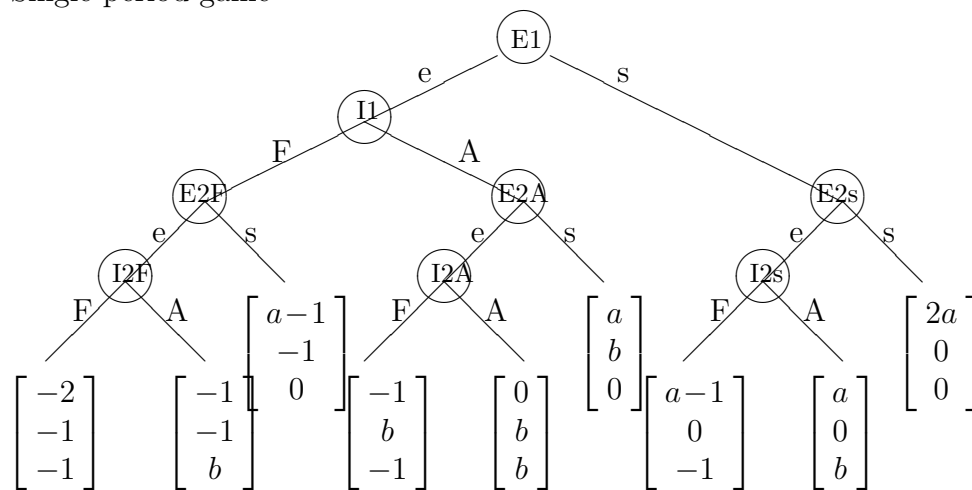 Single period game
E1
e s
I1
F A
E2F E2A E2s
e s e s e s
I2F I2A I2s
F A F A F A
a−1 a 2a
−1 b 0
0 0 0
−2 −1 −1 0 a−1 a
−1 −1 b b 0 0
−1 b −1 b −1 b